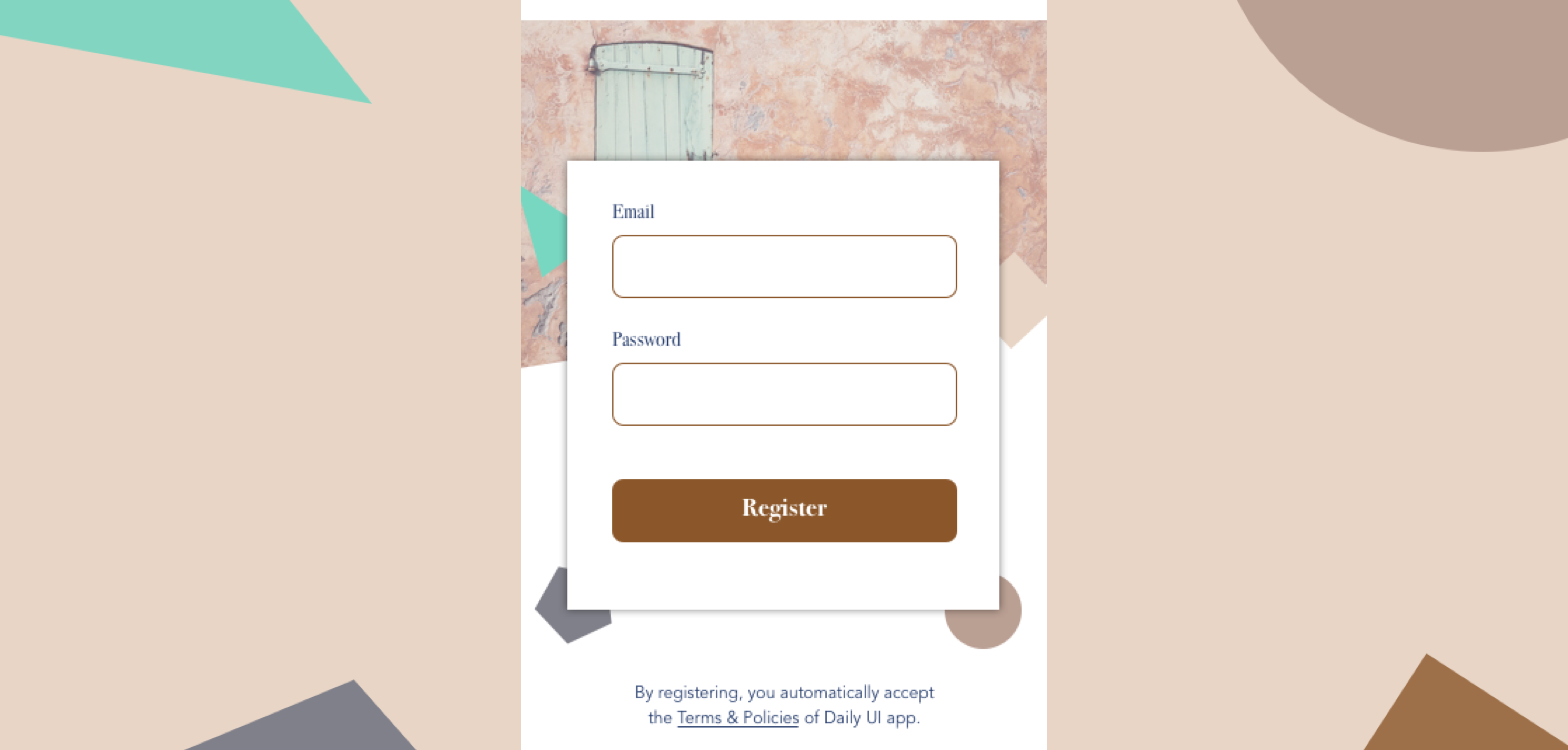 Email
Password
Register
By registering, you automatically accept
the Terms & Policies of Daily UI app.